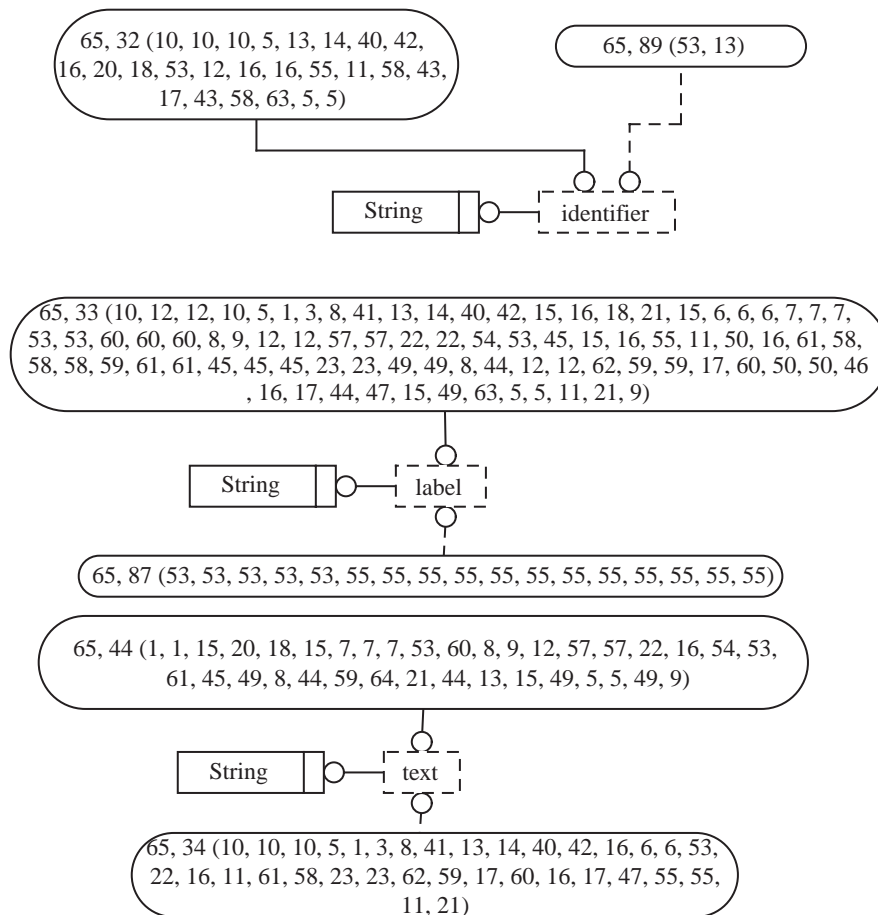 65, 32 (10, 10, 10, 5, 13, 14, 40, 42,
16, 20, 18, 53, 12, 16, 16, 55, 11, 58, 43,
17, 43, 58, 63, 5, 5)
65, 89 (53, 13)
String
identifier
65, 33 (10, 12, 12, 10, 5, 1, 3, 8, 41, 13, 14, 40, 42, 15, 16, 18, 21, 15, 6, 6, 6, 7, 7, 7,
53, 53, 60, 60, 60, 8, 9, 12, 12, 57, 57, 22, 22, 54, 53, 45, 15, 16, 55, 11, 50, 16, 61, 58,
58, 58, 59, 61, 61, 45, 45, 45, 23, 23, 49, 49, 8, 44, 12, 12, 62, 59, 59, 17, 60, 50, 50, 46
, 16, 17, 44, 47, 15, 49, 63, 5, 5, 11, 21, 9)
String
label
65, 87 (53, 53, 53, 53, 53, 55, 55, 55, 55, 55, 55, 55, 55, 55, 55, 55, 55)
65, 44 (1, 1, 15, 20, 18, 15, 7, 7, 7, 53, 60, 8, 9, 12, 57, 57, 22, 16, 54, 53,
61, 45, 49, 8, 44, 59, 64, 21, 44, 13, 15, 49, 5, 5, 49, 9)
String
text
65, 34 (10, 10, 10, 5, 1, 3, 8, 41, 13, 14, 40, 42, 16, 6, 6, 53,
22, 16, 11, 61, 58, 23, 23, 62, 59, 17, 60, 16, 17, 47, 55, 55,
11, 21)